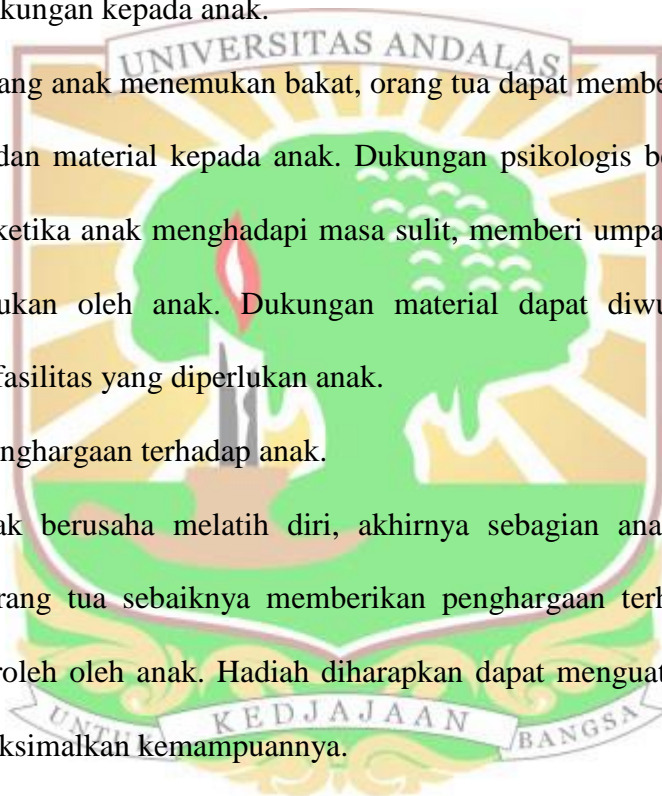 kungan kepada anak.
UNIVERSITAS ANDALAS
ang anak menemukan bakat, orang tua dapat membe
dan material kepada anak. Dukungan psikologis be
ketika anak menghadapi masa sulit, memberi umpa
ukan oleh anak. Dukungan material dapat diwu
fasilitas yang diperlukan anak.
nghargaan terhadap anak.
ak berusaha melatih diri, akhirnya sebagian ana
rang tua sebaiknya memberikan penghargaan terh
roleh oleh anak. Hadiah diharapkan dapat menguat
UNTUK KEDJAJAAN BANGSA
aksimalkan kemampuannya.